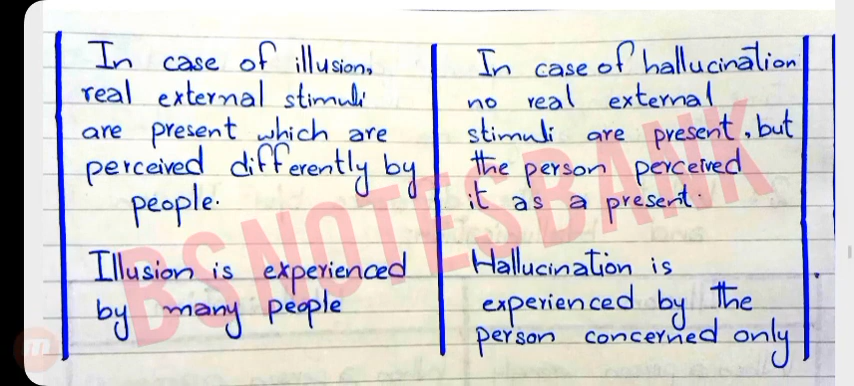 In case of illusion,
real external stimuli
are present which are
perceived differently by
people.
Illusion is experienced
by many people
In case of hallucination
no real external
stimuli are present, but
the person perceived
it as a present.
Hallucination is
experienced by the
person concerned only
BSNOTESBANK